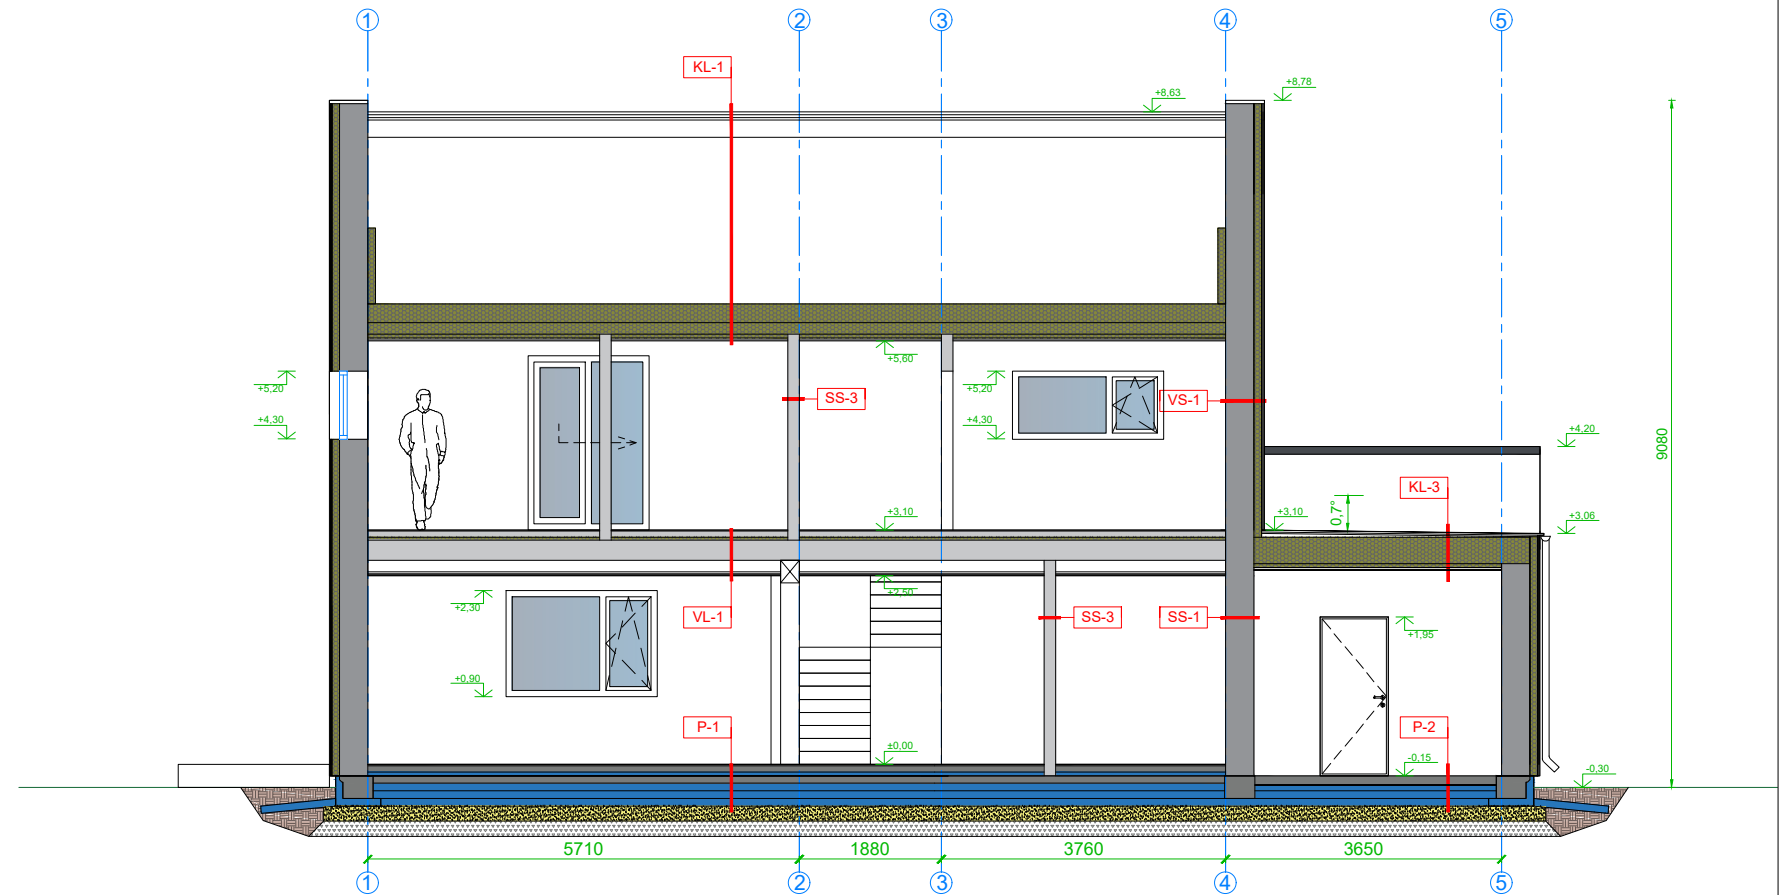 1 2 3 4 5
KL-1
+8,78
+8,63
+5,60
+5,20
+5,20
SS-3
VS-1
+4,30
+4,30
+4,20
9080
KL-3
0,7°
+3,10
+3,10
+3,06
+2,50
+2,30
VL-1
SS-3
SS-1
+1,95
+0,90
P-1
P-2
±0,00
-0,15
-0,30
5710 1880 3760 3650
1 2 3 4 5